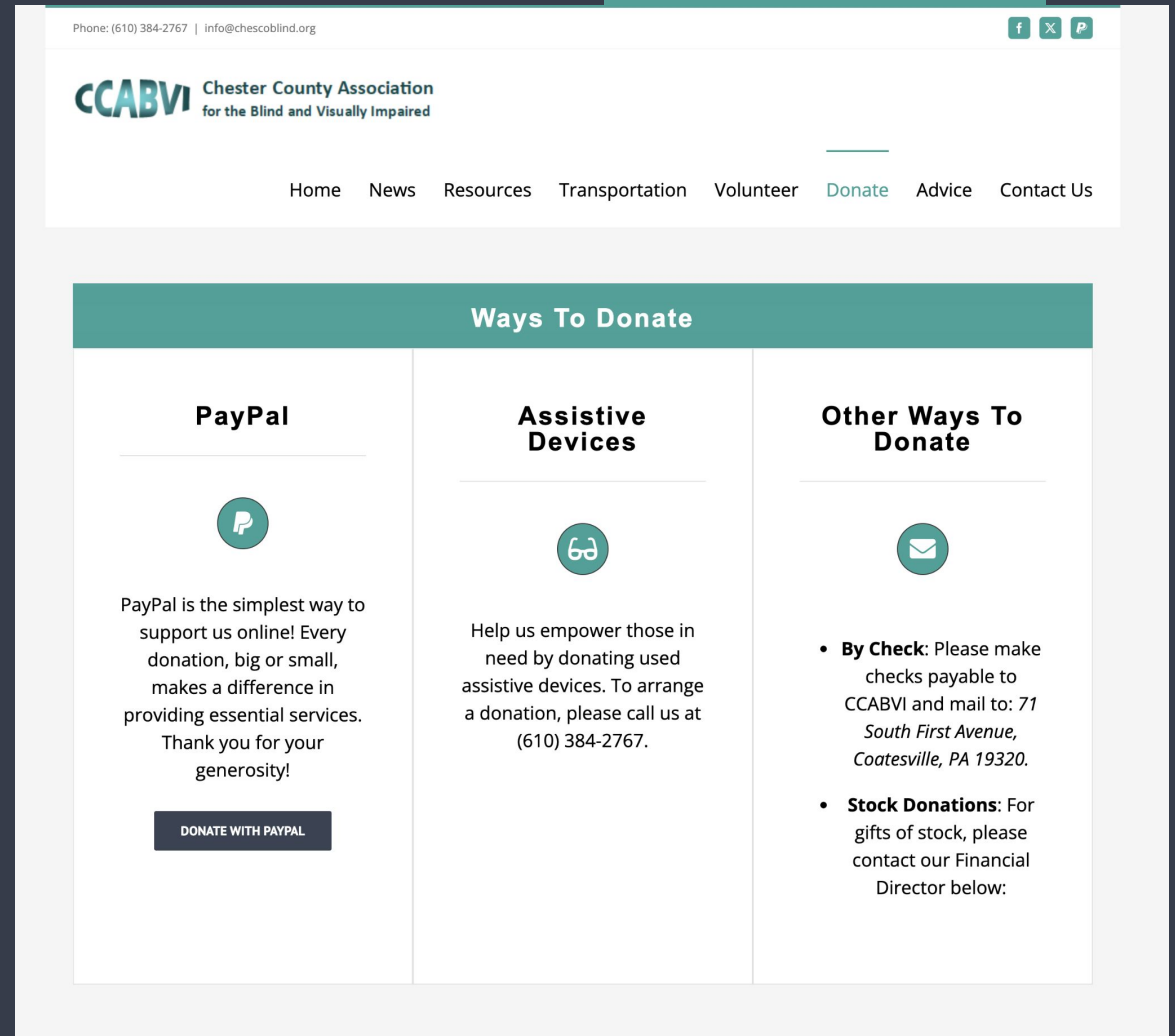 Phone: (610) 384-2767 | info@chescoblind.org
CCABVI
Chester County Association
for the Blind and Visually Impaired
Home News Resources Transportation Volunteer Donate Advice Contact Us
Ways To Donate
PayPal
PayPal is the simplest way to
support us online! Every
donation, big or small,
makes a difference in
providing essential services.
Thank you for your
generosity!
DONATE WITH PAYPAL
Assistive
Devices
Help us empower those in
need by donating used
assistive devices. To arrange
a donation, please call us at
(610) 384-2767.
Other Ways To
Donate
• By Check: Please make
checks payable to
CCABVI and mail to: 71
South First Avenue,
Coatesville, PA 19320.
• Stock Donations: For
gifts of stock, please
contact our Financial
Director below: